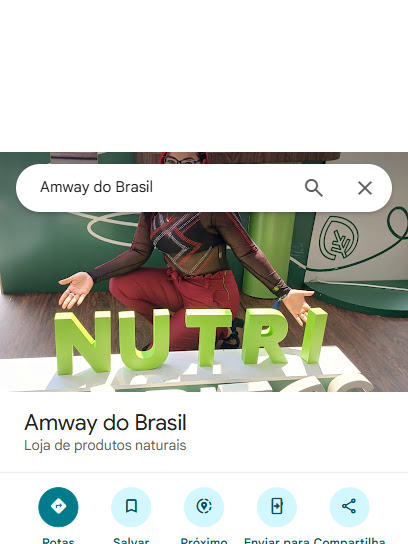 Amway do Brasil
NUTRI
Amway do Brasil
Loja de produtos naturais
Rotas Salvar Próximo Enviar para Compartilha